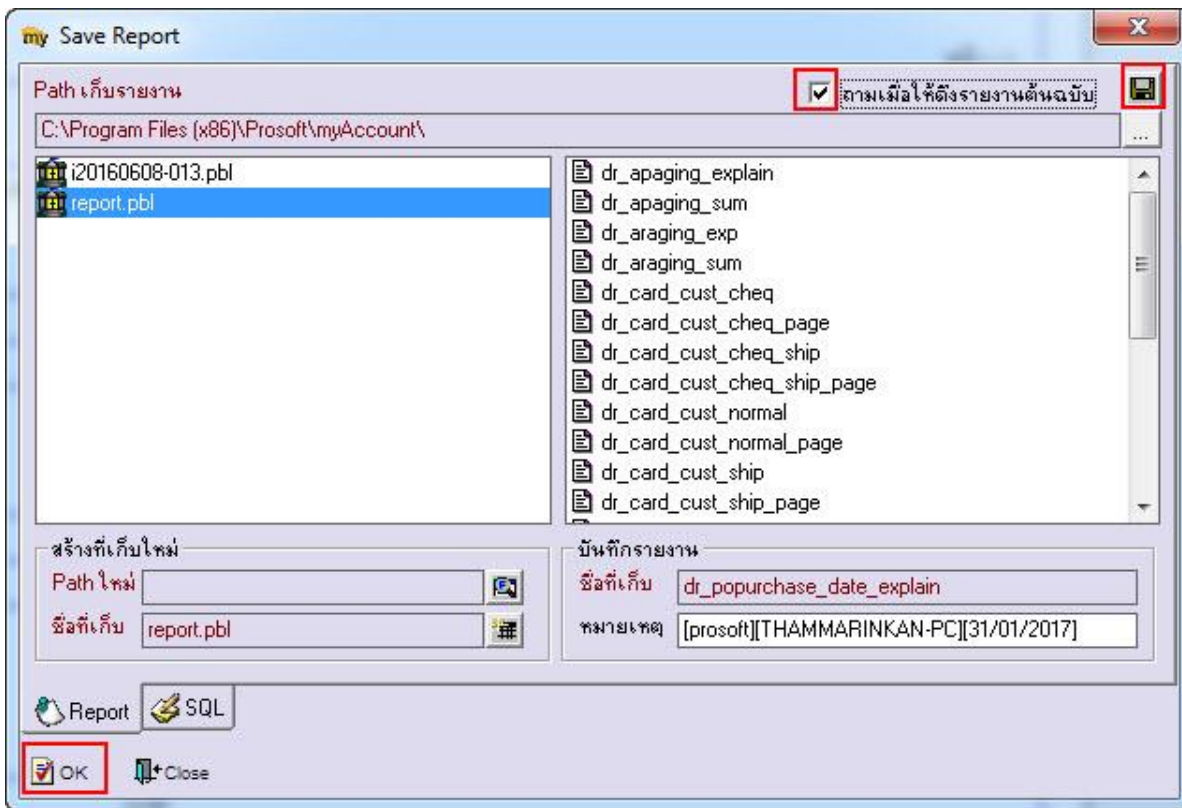 my Save Report
Path เก็บรายงาน
ถามเมื่อให้ดึงรายงานต้นฉบับ
C:\Program Files (x86)\Prosoft\myAccount\
...
i20160608-013.pbl
report.pbl
dr_apaging_explain
dr_apaging_sum
dr_araging_exp
dr_araging_sum
dr_card_cust_cheq
dr_card_cust_cheq_page
dr_card_cust_cheq_ship
dr_card_cust_cheq_ship_page
dr_card_cust_normal
dr_card_cust_normal_page
dr_card_cust_ship
dr_card_cust_ship_page
สร้างที่เก็บใหม่
Path ใหม่
ชื่อที่เก็บ report.pbl
บันทึกรายงาน
ชื่อที่เก็บ dr_popurchase_date_explain
หมายเหตุ [prosoft][THAMMARINKAN-PC][31/01/2017]
Report SQL
OK Close